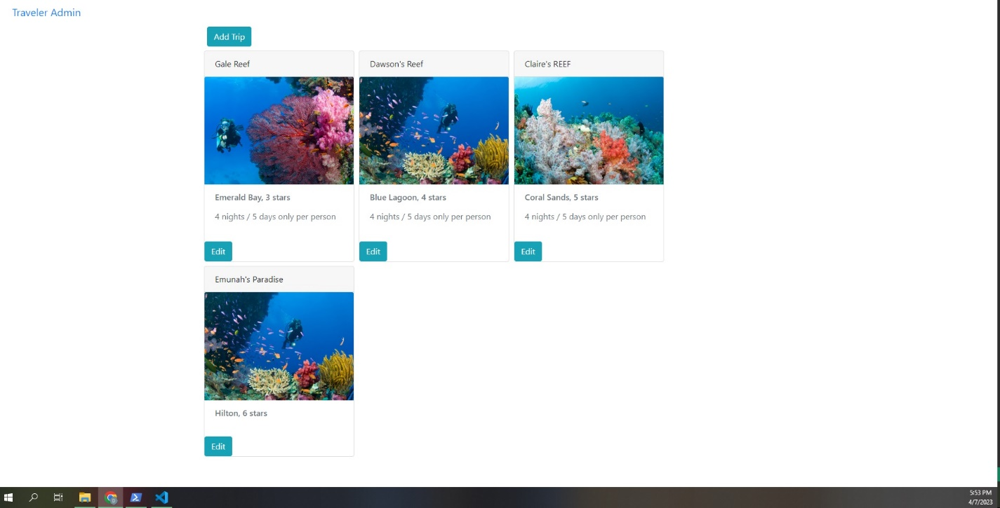 Traveler Admin
Add Trip
Gale Reef
Dawson's Reef
Claire's REEF
Emerald Bay, 3 stars
Blue Lagoon, 4 stars
Coral Sands, 5 stars
4 nights / 5 days only per person
4 nights / 5 days only per person
4 nights / 5 days only per person
Edit
Edit
Edit
Emunah's Paradise
Hilton, 6 stars
Edit
5:53 PM
4/7/2023